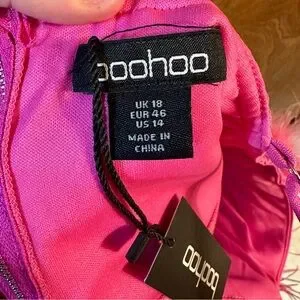 boohoo
UK 18
EUR 46
US 14
MADE IN
CHINA
boohoo